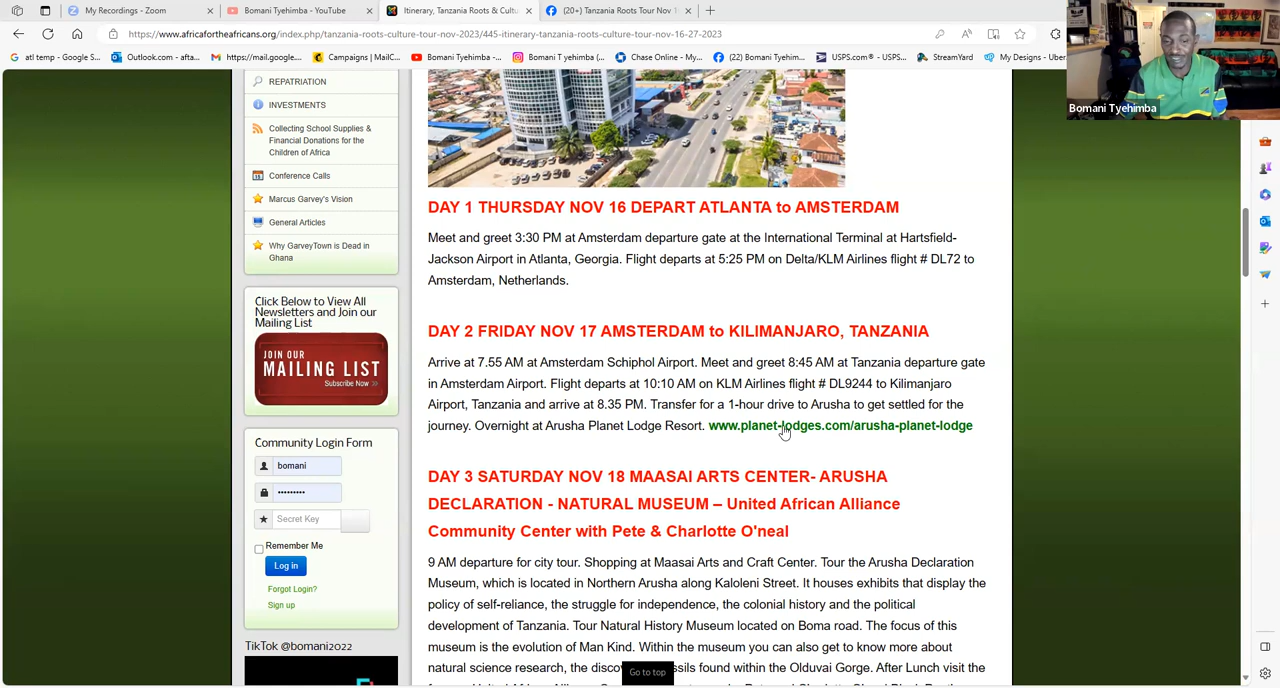 My Recordings - Zoom
Bomani Tyehimba - YouTube
Itinerary, Tanzania Roots & Cultu
(20+) Tanzania Roots Tour Nov 1
https://www.africafortheafricans.org/index.php/tanzania-roots-culture-tour-nov-2023/445-itinerary-tanzania-roots-culture-tour-nov-16-27-2023
atl temp - Google S...
Outlook.com - afta...
https://mail.google....
Campaigns | MailC...
Bomani Tyehimba -...
Bomani T yehimba (...
Chase Online - My...
(22) Bomani Tyehim...
USPS.com® - USPS...
StreamYard
My Designs - Uber
Bomani Tyehimba
REPATRIATION
INVESTMENTS
Collecting School Supplies &
Financial Donations for the
Children of Africa
Conference Calls
Marcus Garvey's Vision
General Articles
Why GarveyTown is Dead in
Ghana
Click Below to View All
Newsletters and Join our
Mailing List
JOIN OUR
MAILING LIST
Subscribe Now >>
Community Login Form
bomani
•••••••••
Secret Key
Remember Me
Log in
Forgot Login?
Sign up
TikTok @bomani2022
DAY 1 THURSDAY NOV 16 DEPART ATLANTA to AMSTERDAM
Meet and greet 3:30 PM at Amsterdam departure gate at the International Terminal at Hartsfield-
Jackson Airport in Atlanta, Georgia. Flight departs at 5:25 PM on Delta/KLM Airlines flight # DL72 to
Amsterdam, Netherlands.
DAY 2 FRIDAY NOV 17 AMSTERDAM to KILIMANJARO, TANZANIA
Arrive at 7.55 AM at Amsterdam Schiphol Airport. Meet and greet 8:45 AM at Tanzania departure gate
in Amsterdam Airport. Flight departs at 10:10 AM on KLM Airlines flight # DL9244 to Kilimanjaro
Airport, Tanzania and arrive at 8.35 PM. Transfer for a 1-hour drive to Arusha to get settled for the
journey. Overnight at Arusha Planet Lodge Resort. www.planet-lodges.com/arusha-planet-lodge
DAY 3 SATURDAY NOV 18 MAASAI ARTS CENTER- ARUSHA
DECLARATION - NATURAL MUSEUM – United African Alliance
Community Center with Pete & Charlotte O'neal
9 AM departure for city tour. Shopping at Maasai Arts and Craft Center. Tour the Arusha Declaration
Museum, which is located in Northern Arusha along Kaloleni Street. It houses exhibits that display the
policy of self-reliance, the struggle for independence, the colonial history and the political
development of Tanzania. Tour Natural History Museum located on Boma road. The focus of this
museum is the evolution of Man Kind. Within the museum you can also get to know more about
natural science research, the disco ssils found within the Olduvai Gorge. After Lunch visit the
Go to top